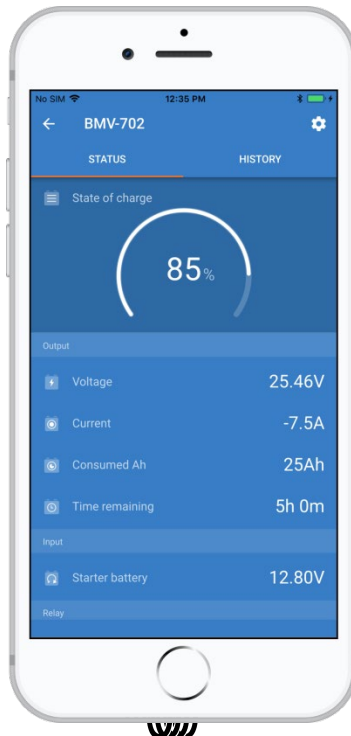 No SIM 12:35 PM
BMV-702
STATUS HISTORY
State of charge
85%
Output
Voltage 25.46V
Current -7.5A
Consumed Ah 25Ah
Time remaining 5h 0m
Input
Starter battery 12.80V
Relay